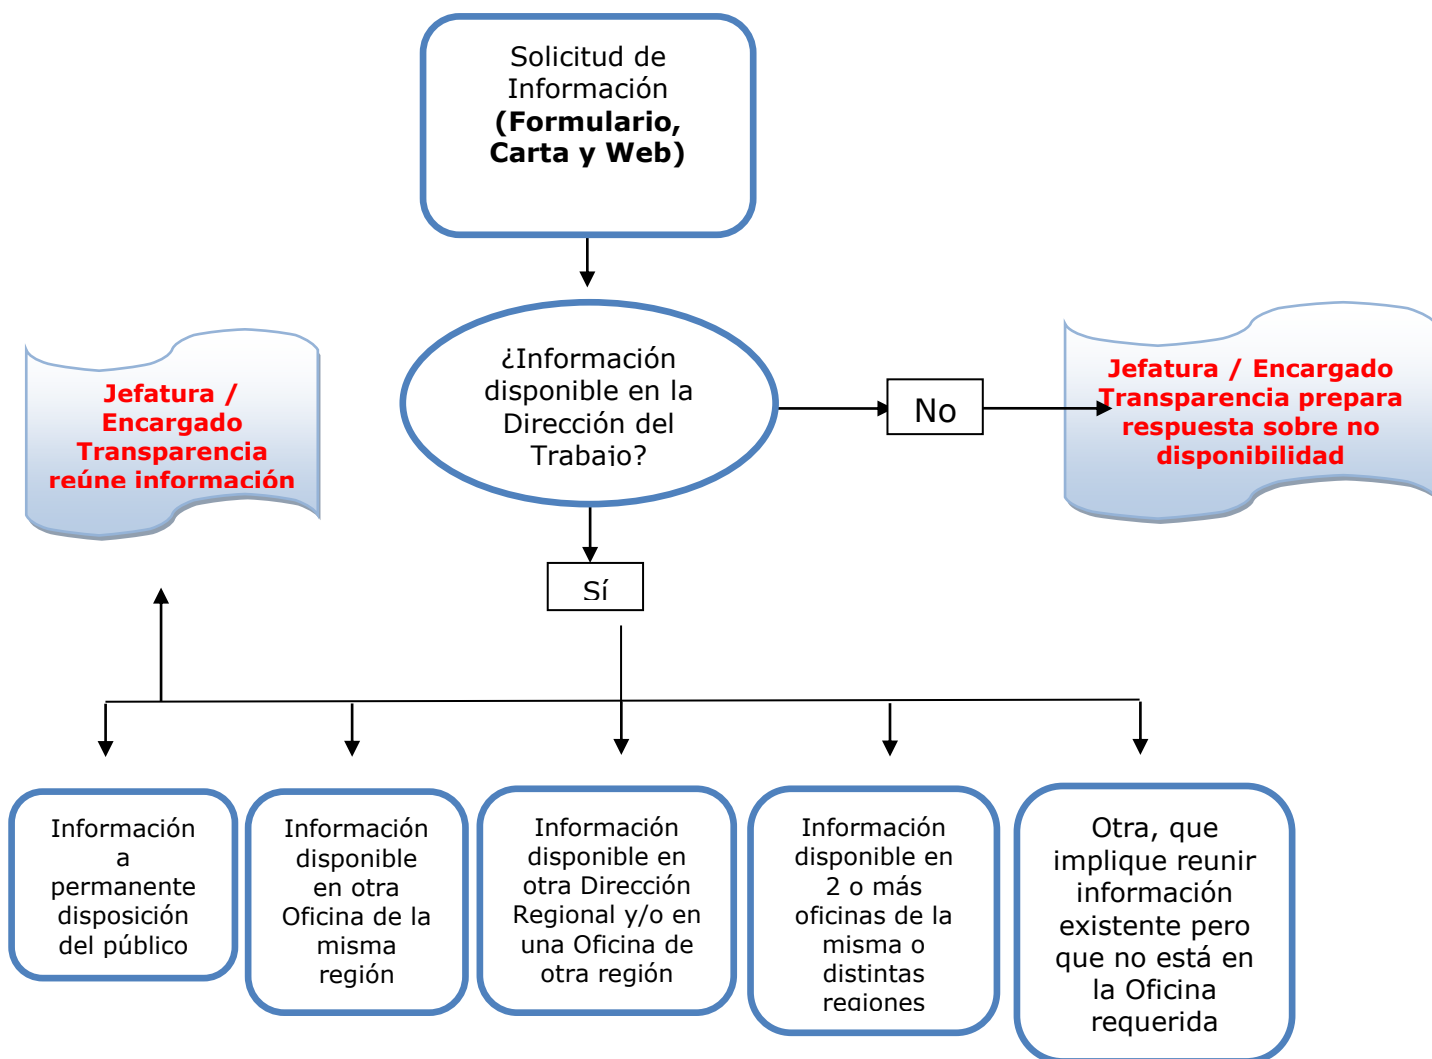 Solicitud de
Información
(Formulario,
Carta y Web)
¿Información
disponible en la
Dirección del
Trabajo?
No
Jefatura / Encargado
Transparencia prepara
respuesta sobre no
disponibilidad
Jefatura /
Encargado
Transparencia
reúne información
Sí
Información
a
permanente
disposición
del público
Información
disponible
en otra
Oficina de la
misma
región
Información
disponible en
otra Dirección
Regional y/o en
una Oficina de
otra región
Información
disponible en
2 o más
oficinas de la
misma o
distintas
regiones
Otra, que
implique reunir
información
existente pero
que no está en
la Oficina
requerida